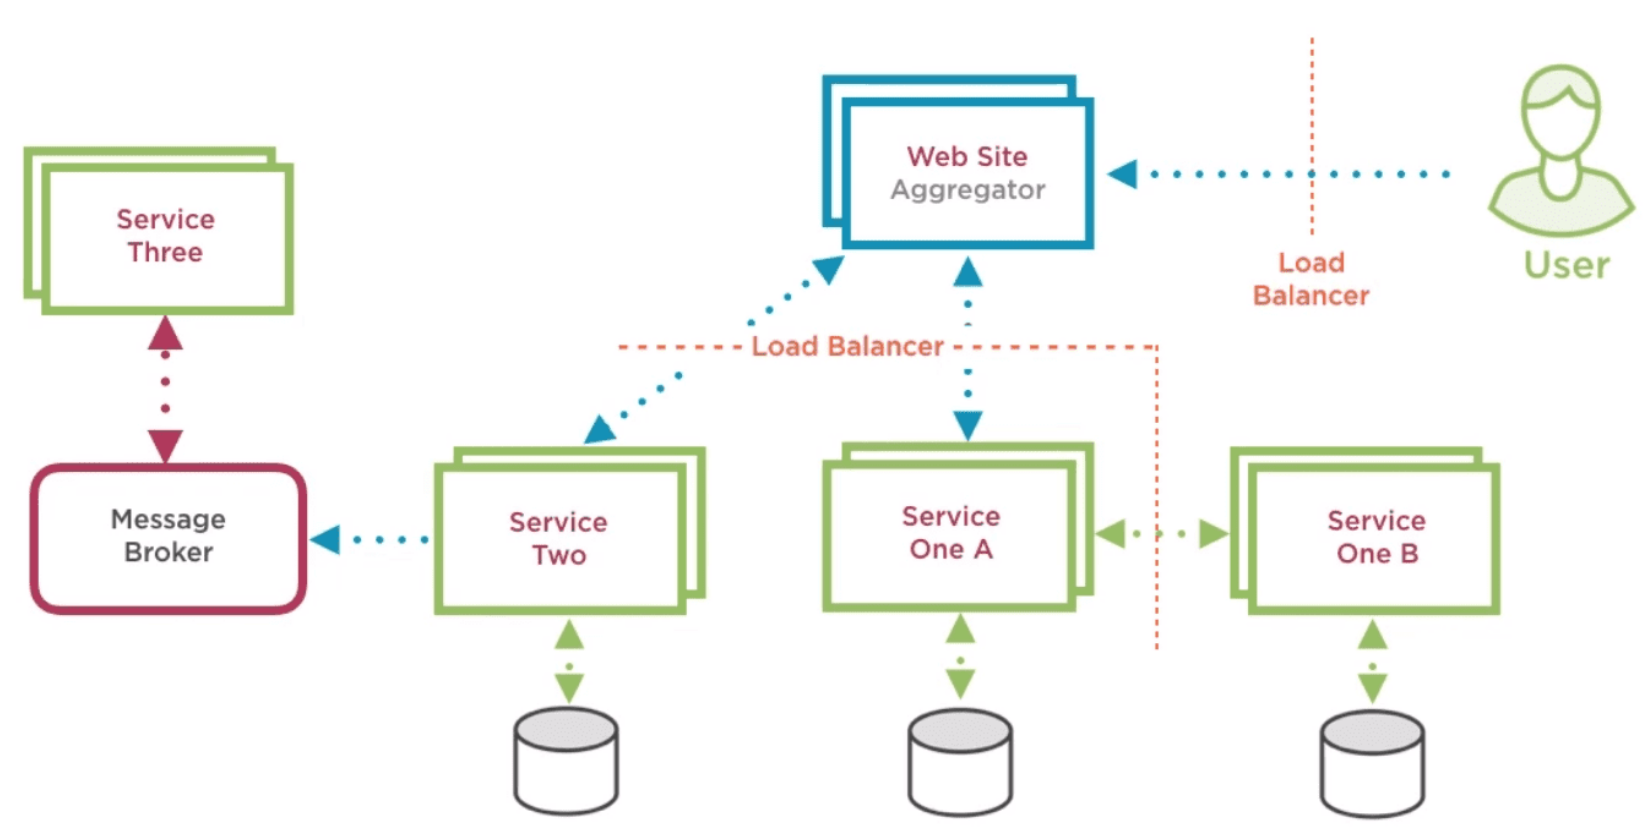 Web Site
Aggregator
Service
Three
Load
Balancer
User
Load Balancer
Message
Broker
Service
Two
Service
One A
Service
One B